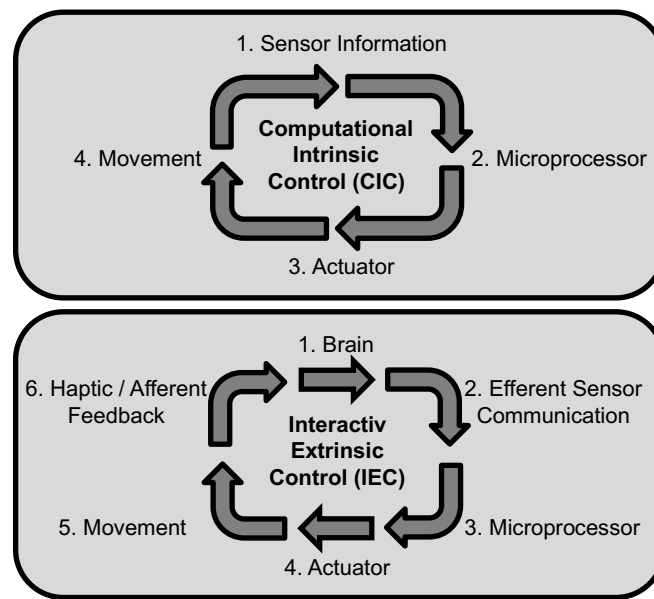 1. Sensor Information
Computational
Intrinsic
Control (CIC)
4. Movement
2. Microprocessor
3. Actuator
1. Brain
6. Haptic / Afferent
Feedback
2. Efferent Sensor
Communication
Interactiv
Extrinsic
Control (IEC)
5. Movement
3. Microprocessor
4. Actuator